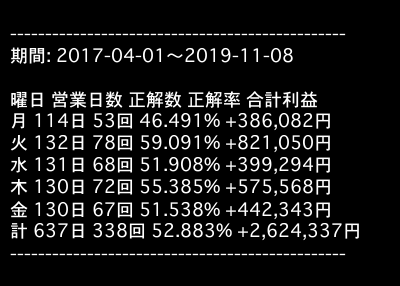 ------------------------------------------------
期間: 2017-04-01～2019-11-08
曜日 営業日数 正解数 正解率 合計利益
月 114日 53回 46.491% +386,082円
火 132日 78回 59.091% +821,050円
水 131日 68回 51.908% +399,294円
木 130日 72回 55.385% +575,568円
金 130日 67回 51.538% +442,343円
計 637日 338回 52.883% +2,624,337円
------------------------------------------------